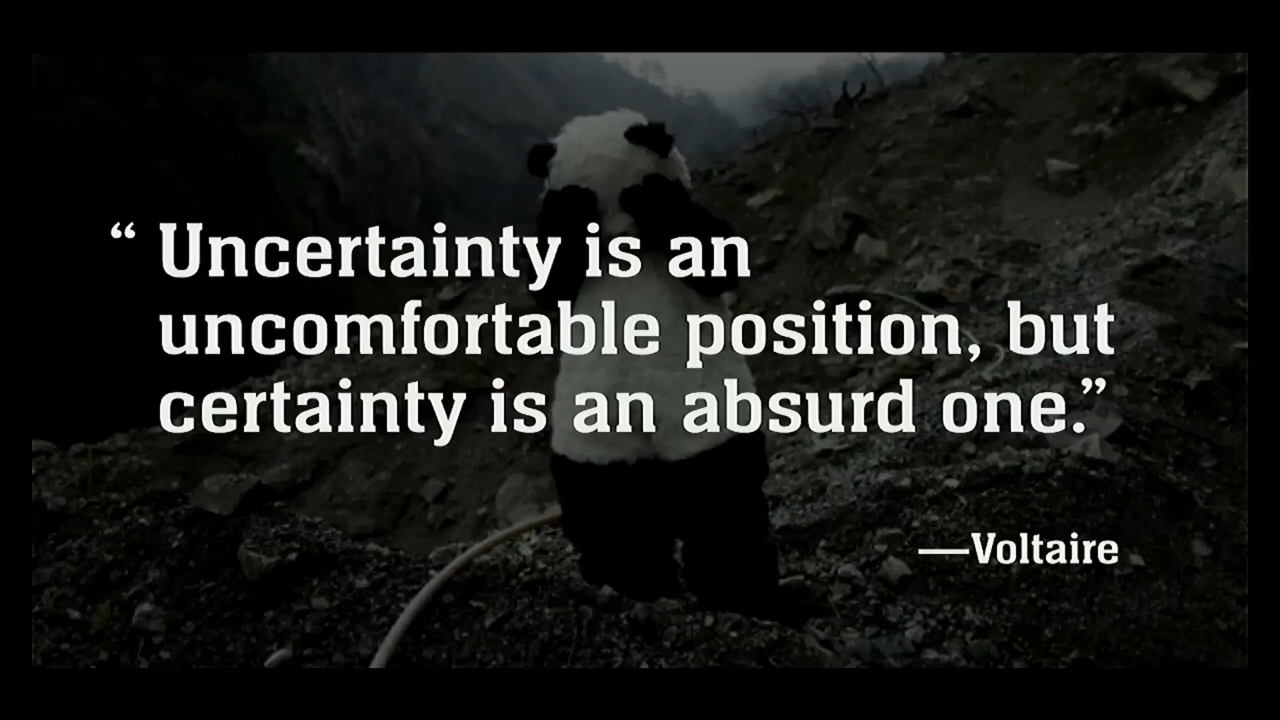 “ Uncertainty is an
uncomfortable position, but
certainty is an absurd one.”
—Voltaire